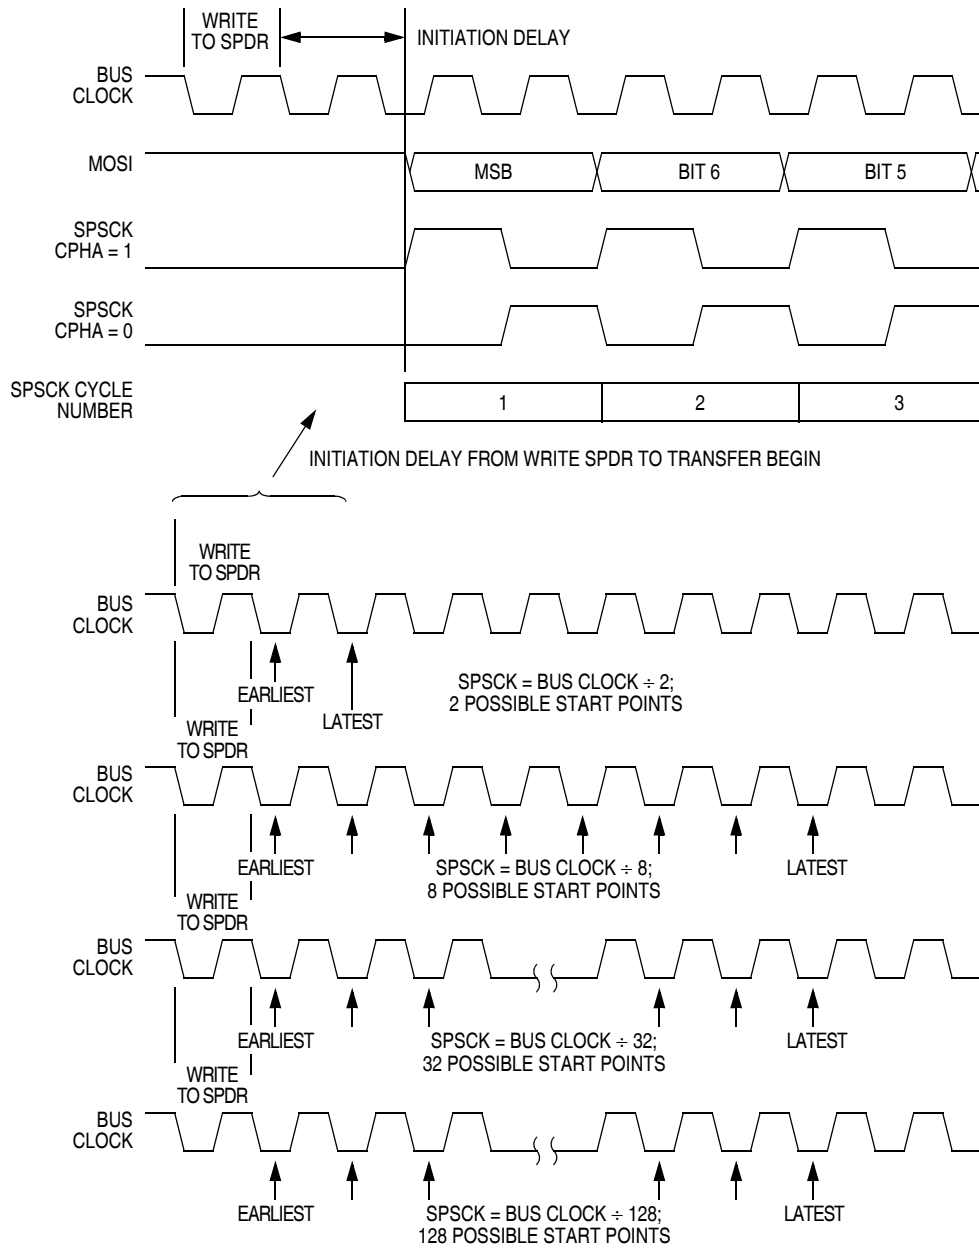 WRITE
TO SPDR
INITIATION DELAY
BUS
CLOCK
MOSI
MSB
BIT 6
BIT 5
SPSCK
CPHA = 1
SPSCK
CPHA = 0
SPSCK CYCLE
NUMBER
1
2
3
INITIATION DELAY FROM WRITE SPDR TO TRANSFER BEGIN
WRITE
TO SPDR
BUS
CLOCK
EARLIEST
LATEST
SPSCK = BUS CLOCK ÷ 2;
2 POSSIBLE START POINTS
WRITE
TO SPDR
BUS
CLOCK
EARLIEST
SPSCK = BUS CLOCK ÷ 8;
8 POSSIBLE START POINTS
LATEST
WRITE
TO SPDR
BUS
CLOCK
EARLIEST
SPSCK = BUS CLOCK ÷ 32;
32 POSSIBLE START POINTS
LATEST
WRITE
TO SPDR
BUS
CLOCK
EARLIEST
SPSCK = BUS CLOCK ÷ 128;
128 POSSIBLE START POINTS
LATEST